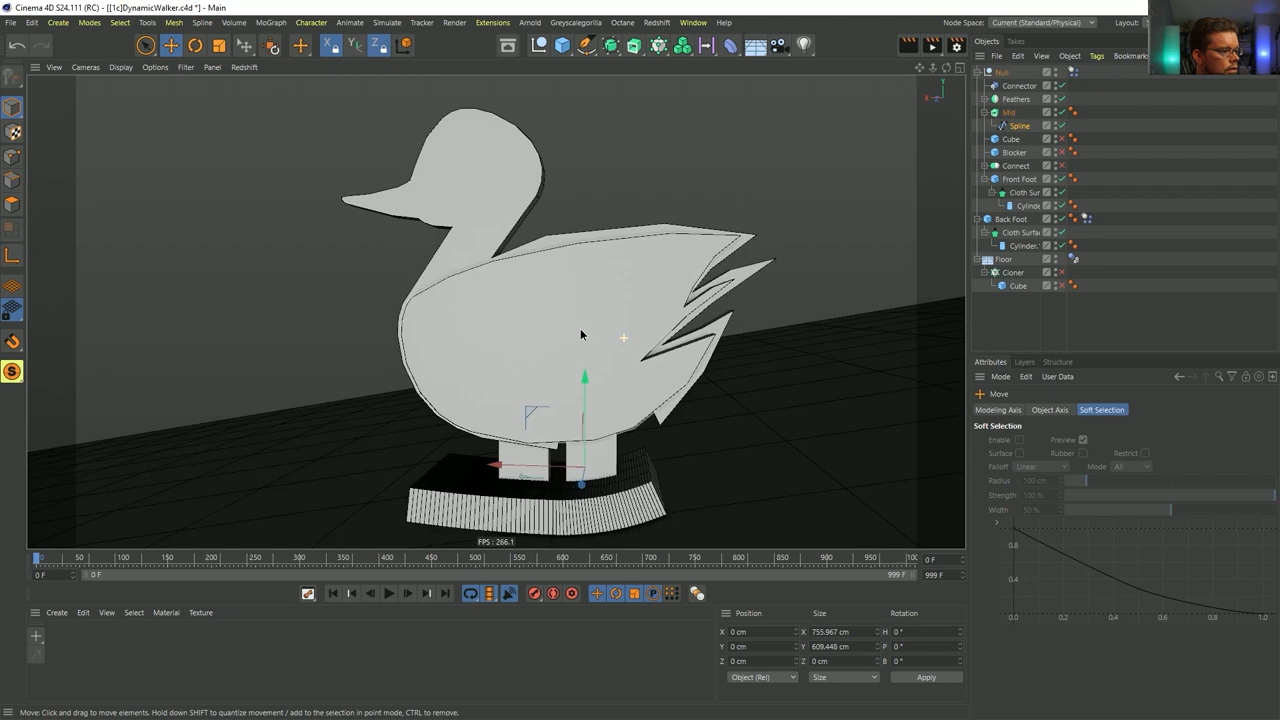 Cinema 4D S24.111 (RC) - [[1c]DynamicWalker.c4d *] - Main
File Edit Create Modes Select Tools Mesh Spline Volume MoGraph Character Animate Simulate Tracker Render Extensions Arnold Greyscalegorilla Octane Redshift Window Help
Node Space: Current (Standard/Physical) Layout:
View Cameras Display Options Filter Panel Redshift
Objects Takes
File Edit View Object Tags Bookmarks
Null
Connector
Feathers
Mid
Spline
Cube
Blocker
Connect
Front Foot
Cloth Sur
Cylinde
Back Foot
Cloth Surfa
Cylinder.
Floor
Cloner
Cube
Attributes Layers Structure
Mode Edit User Data
Move
Modeling Axis Object Axis Soft Selection
Soft Selection
Enable Preview
Surface Rubber Restrict
Falloff Linear Mode All
Radius 100 cm
Strength 100 %
Width 50 %
0.8
0.4
0.0 0.2 0.4 0.6 0.8 1.0
FPS : 266.1
0 50 100 150 200 250 300 350 400 450 500 550 600 650 700 750 800 850 900 950 100 0 F
0 F 0 F 999 F 999 F
Create Edit View Select Material Texture
Position Size Rotation
X 0 cm X 755.967 cm H 0 °
Y 0 cm Y 609.448 cm P 0 °
Z 0 cm Z 0 cm B 0 °
Object (Rel) Size Apply
Move: Click and drag to move elements. Hold down SHIFT to quantize movement / add to the selection in point mode, CTRL to remove.